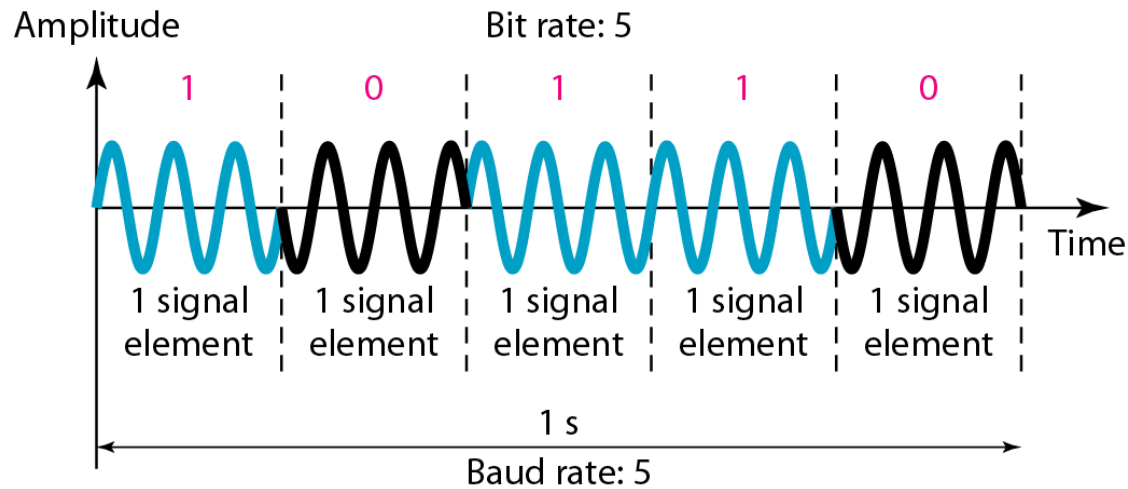 Amplitude
Bit rate: 5
1 0 1 1 0
Time
1 signal element
1 signal element
1 signal element
1 signal element
1 signal element
1 s
Baud rate: 5